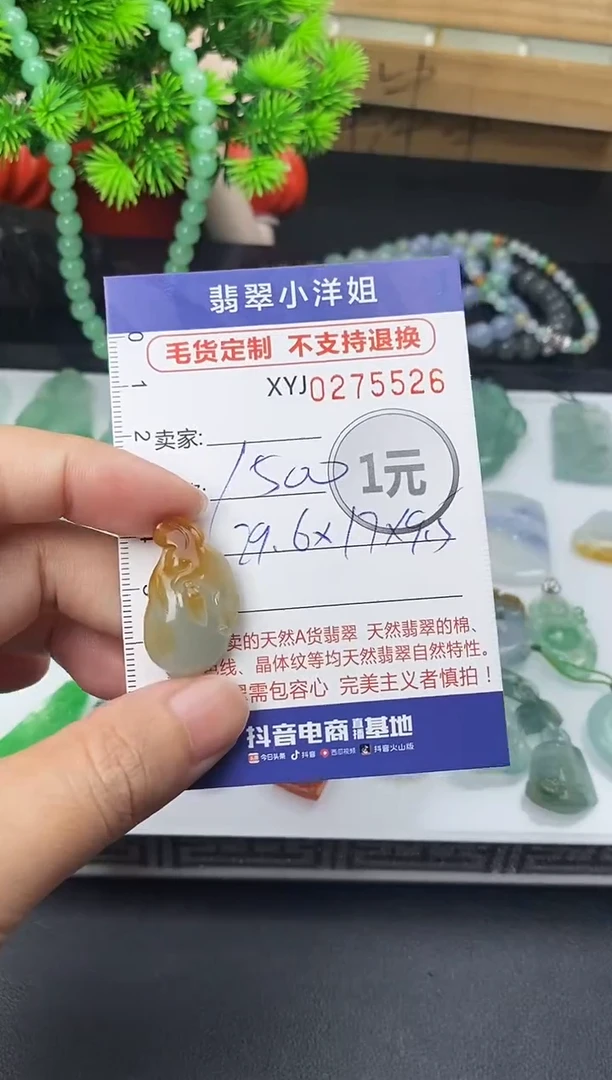 翡翠小洋姐
毛货定制 不支持退换
XYJ0275526
0
1
2
卖家:
1500
1元
29.6×17×9.5
卖的天然A货翡翠 天然翡翠的棉、
线、晶体纹等均天然翡翠自然特性。
需包容心 完美主义者慎拍！
抖音电商直播基地
今日头条 抖音 西瓜视频 抖音火山版